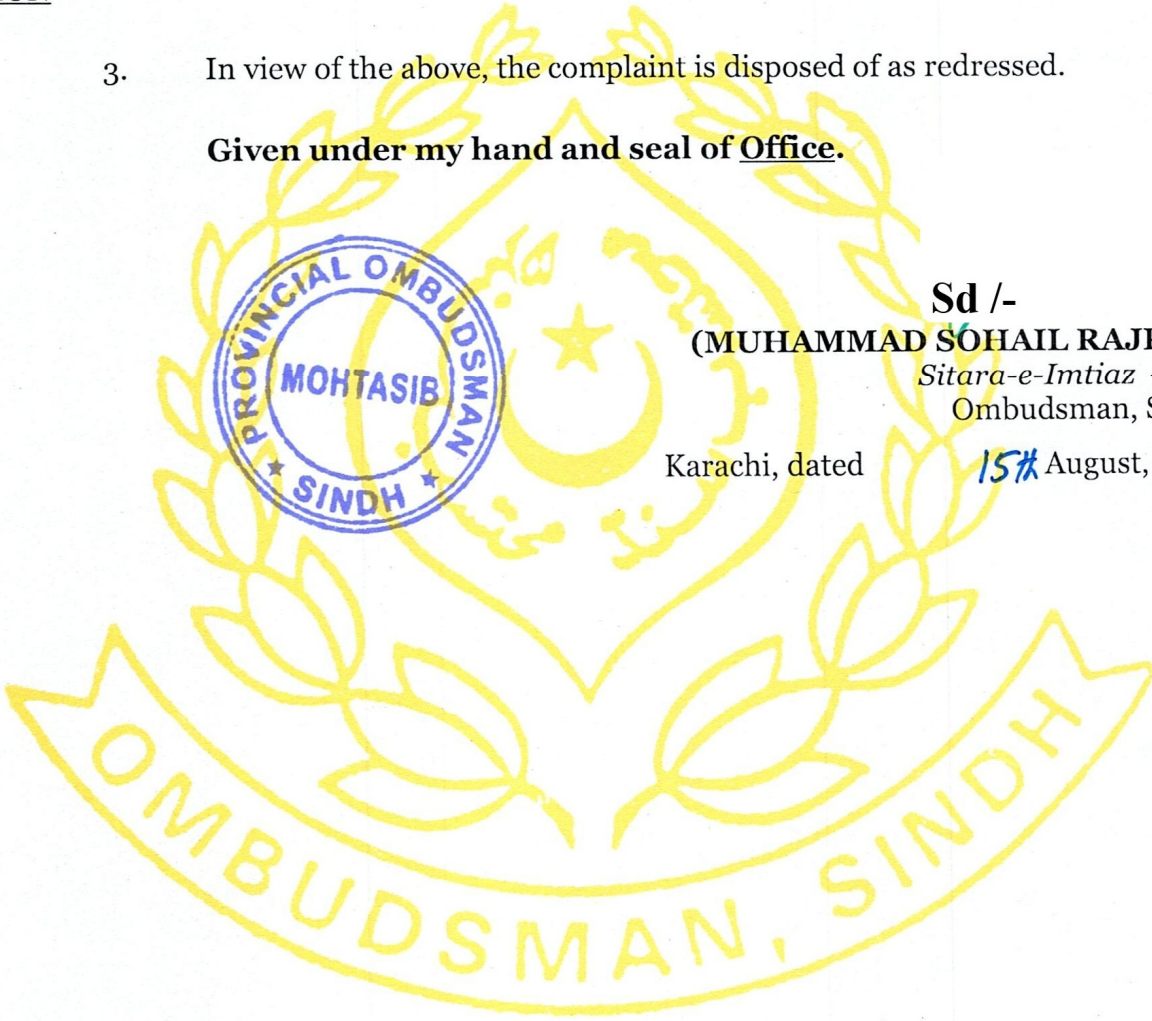 3. In view of the above, the complaint is disposed of as redressed.
Given under my hand and seal of Office.
PROVINCIAL OMBUDSMAN
MOHTASIB
SINDH
Sd /-
(MUHAMMAD SOHAIL
Sitara-e-Imtiaz
Ombudsman,
Karachi, dated 15th August,
OMBUDSMAN, SINDH